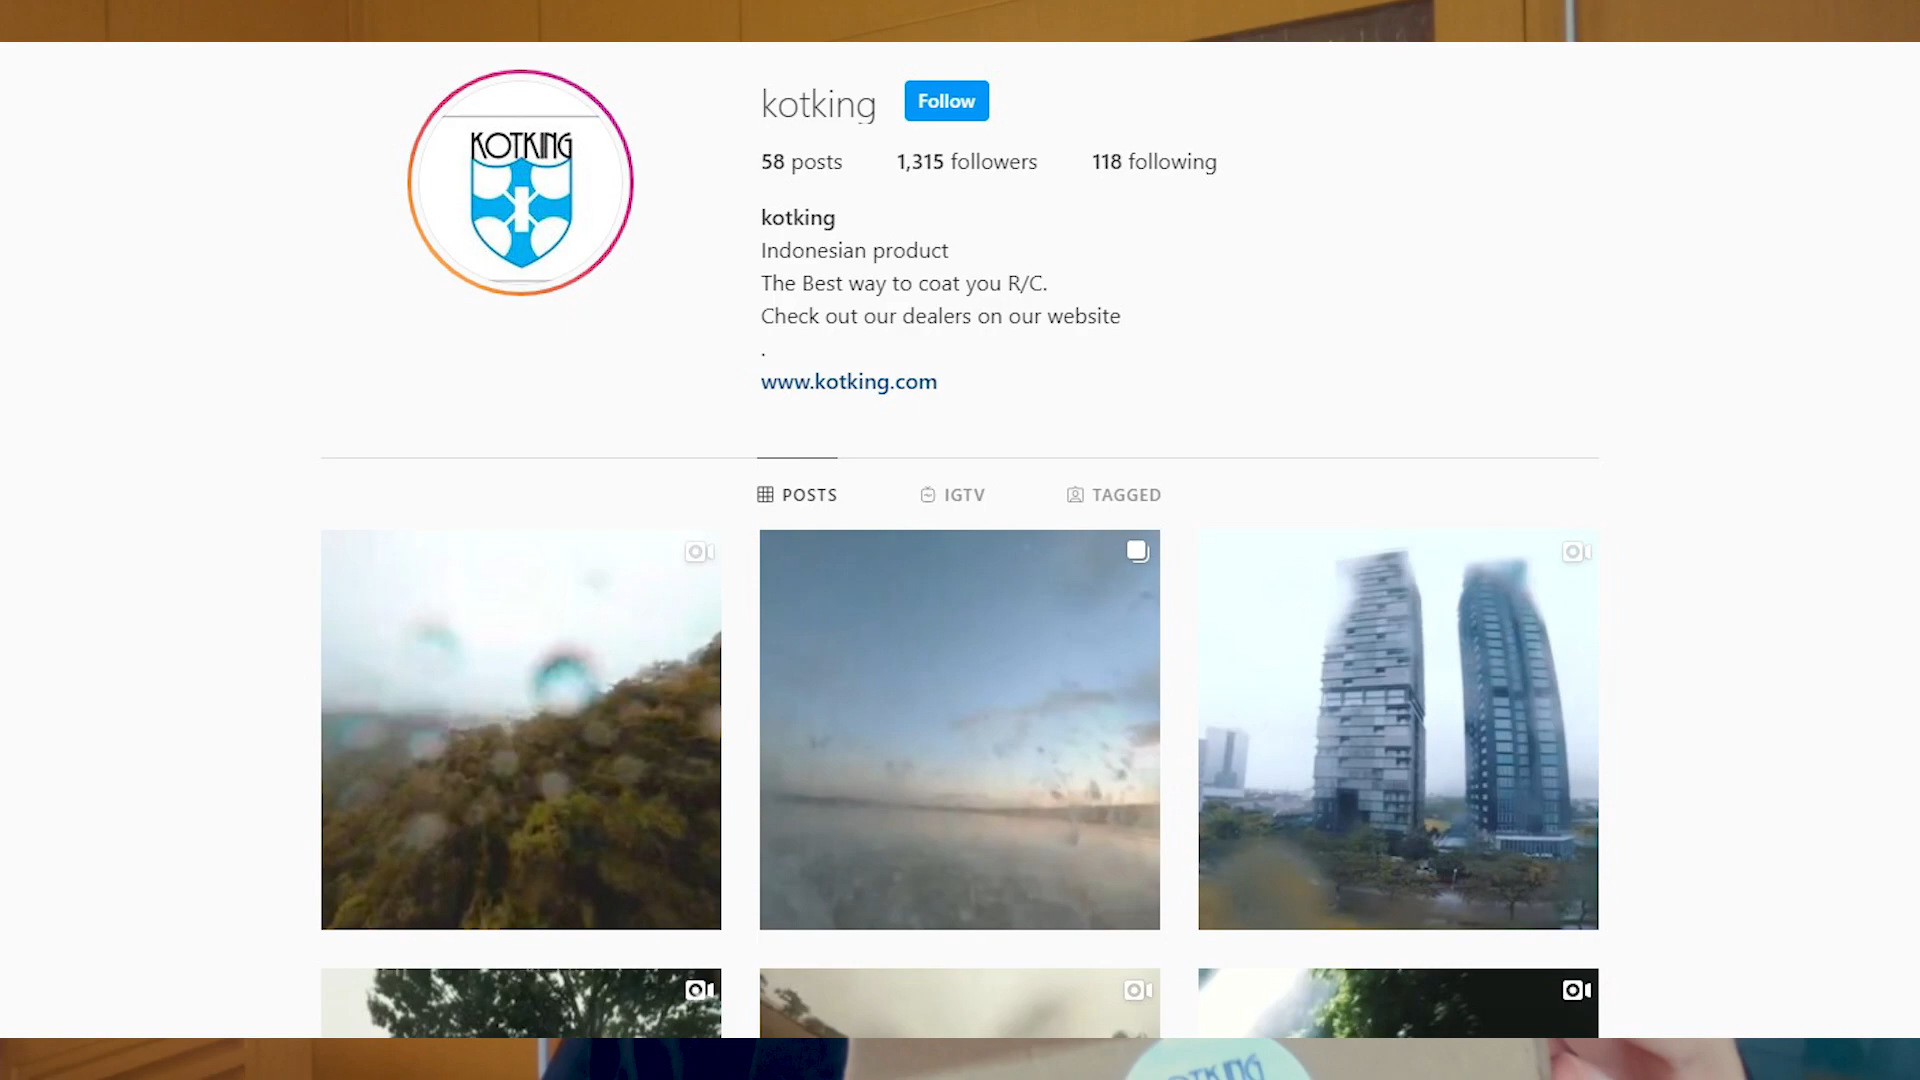 KOTKING
kotking Follow
58 posts 1,315 followers 118 following
kotking
Indonesian product
The Best way to coat you R/C.
Check out our dealers on our website
.
www.kotking.com
POSTS IGTV TAGGED
KOTKING